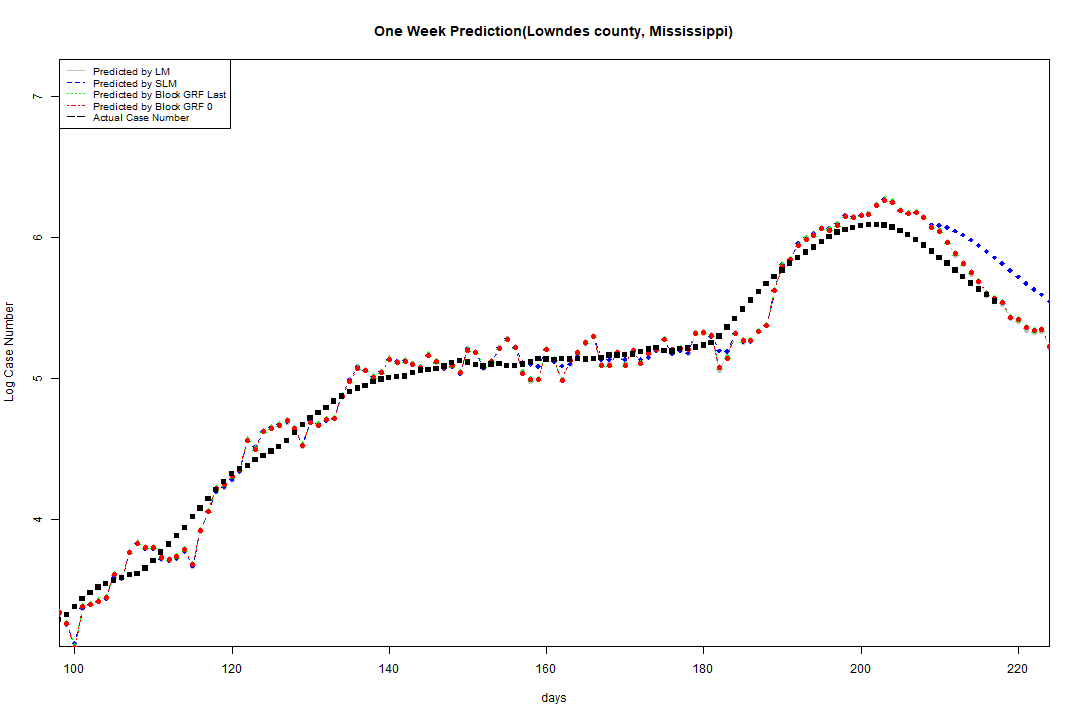 One Week Prediction(Lowndes county, Mississippi)
Predicted by LM
Predicted by SLM
Predicted by Block GRF Last
Predicted by Block GRF 0
Actual Case Number
7
6
5
4
Log Case Number
100 120 140 160 180 200 220
days